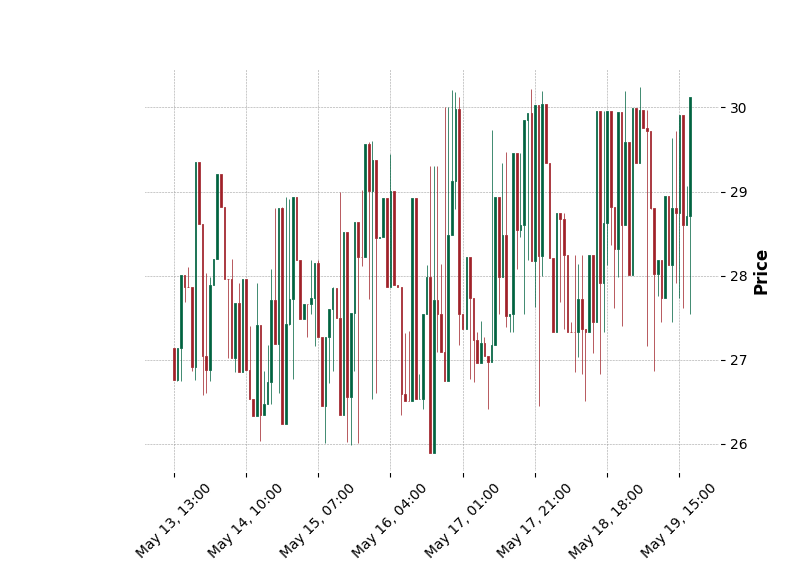 30
29
28
27
26
Price
May 13, 13:00
May 14, 10:00
May 15, 07:00
May 16, 04:00
May 17, 01:00
May 17, 21:00
May 18, 18:00
May 19, 15:00